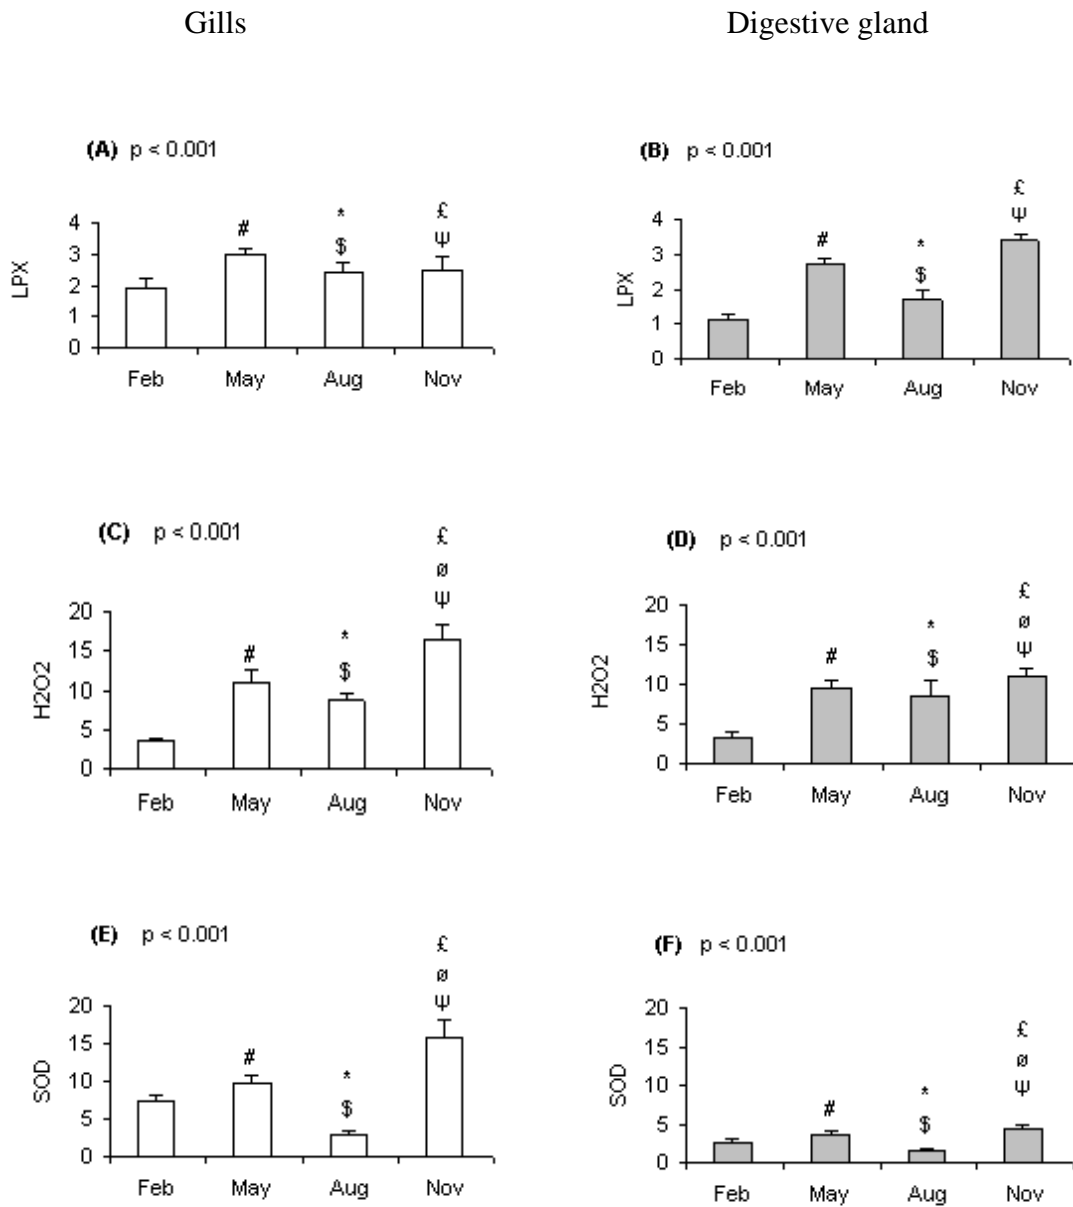 Gills
Digestive gland
(A) p < 0.001
£
* Ψ
# $
4
3
2
1
0
LPX
Feb May Aug Nov
(B) p < 0.001
£
* Ψ
# $
4
3
2
1
0
LPX
Feb May Aug Nov
(C) p < 0.001
£
ø
* Ψ
# $
20
15
10
5
0
H2O2
Feb May Aug Nov
(D) p < 0.001
£
ø
* Ψ
# $
20
15
10
5
0
H2O2
Feb May Aug Nov
(E) p < 0.001
£
ø
* Ψ
# $
20
15
10
5
0
SOD
Feb May Aug Nov
(F) p < 0.001
£
ø
* Ψ
# $
20
15
10
5
0
SOD
Feb May Aug Nov